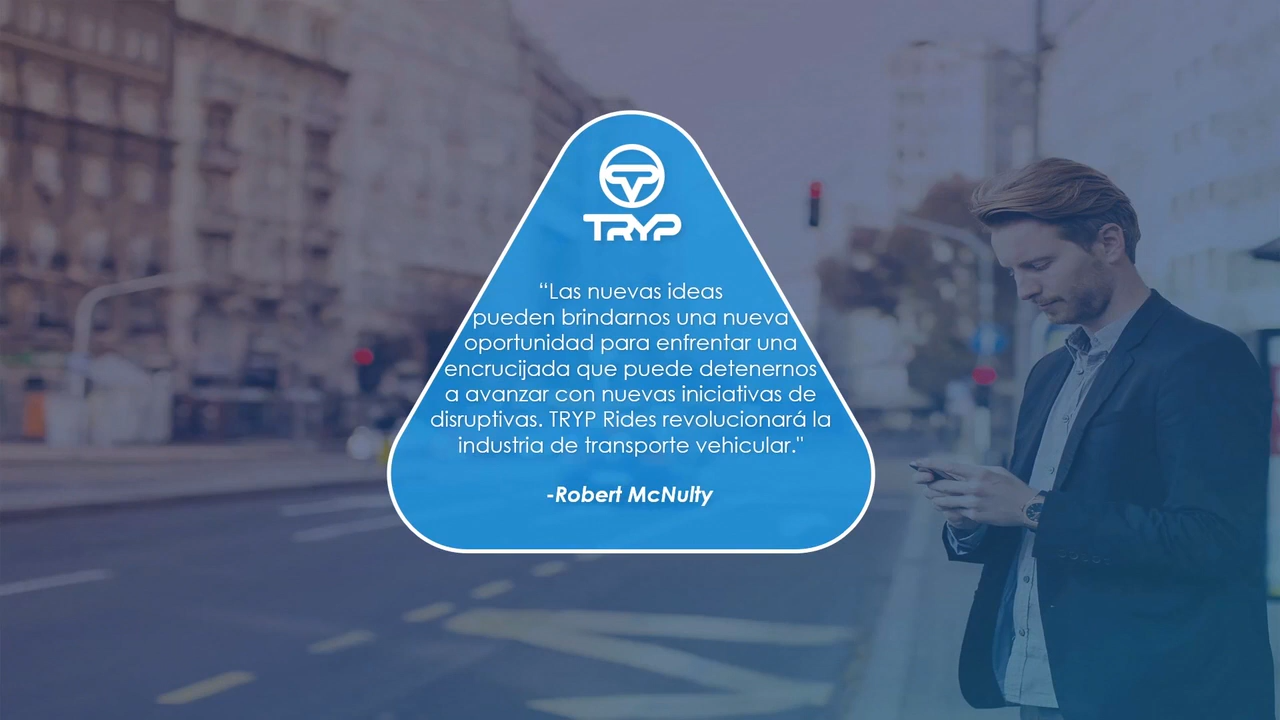 TRYP
“Las nuevas ideas
pueden brindarnos una nueva
oportunidad para enfrentar una
encrucijada que puede detenernos
a avanzar con nuevas iniciativas de
disruptivas. TRYP Rides revolucionará la
industria de transporte vehicular."
-Robert McNulty